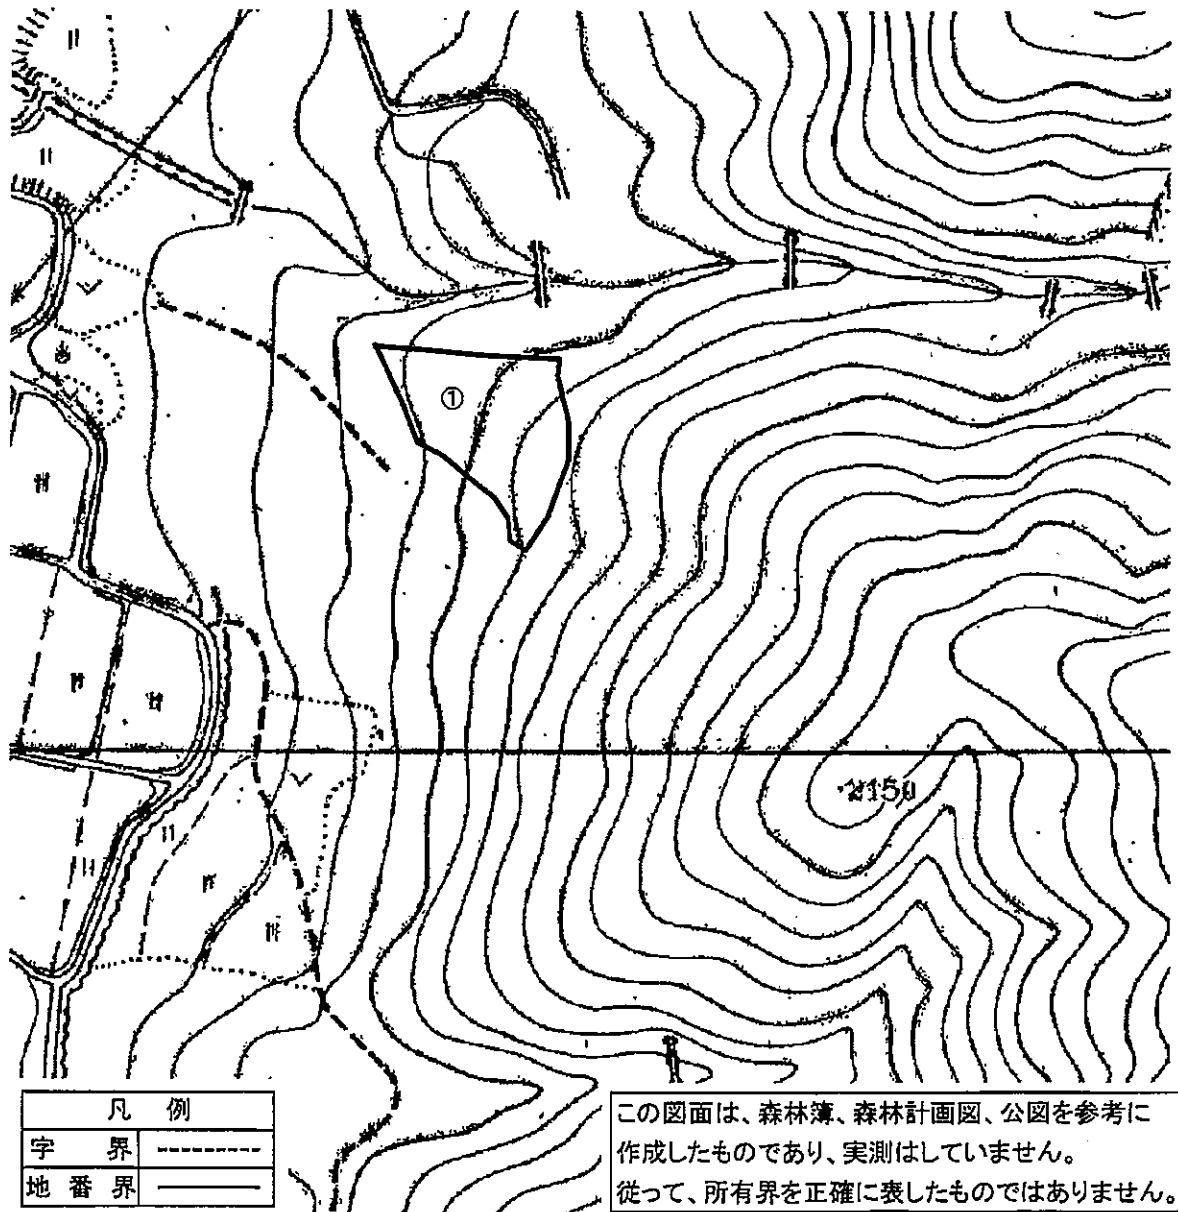 ①
凡 例
字 界
地 番 界
この図面は、森林簿、森林計画図、公図を参考に
作成したものであり、実測はしていません。
従って、所有界を正確に表したものではありません。